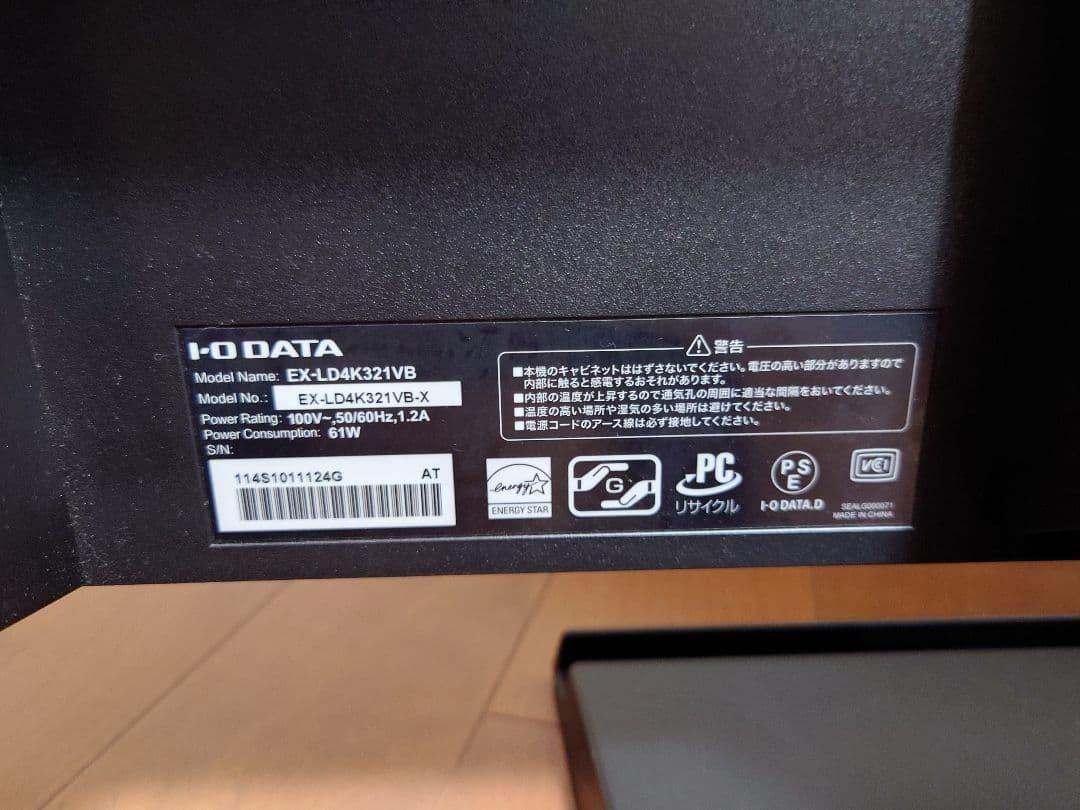 I-O DATA
Model Name: EX-LD4K321VB
Model No.: EX-LD4K321VB-X
Power Rating: 100V~,50/60Hz,1.2A
Power Consumption: 61W
S/N:
114S1011124G AT
⚠警告
■本機のキャビネットははずさないでください。電圧の高い部分がありますので
内部に触ると感電するおそれがあります。
■内部の温度が上昇するので通気孔の周囲に適当な間隔をおいてください。
■温度の高い場所や湿気の多い場所は避けてください。
■電源コードのアース線は必ず接地してください。
energy
ENERGY STAR
G
PC
リサイクル
PS
E
I-O DATA.D
VCCI
SEALG000071
MADE IN CHINA